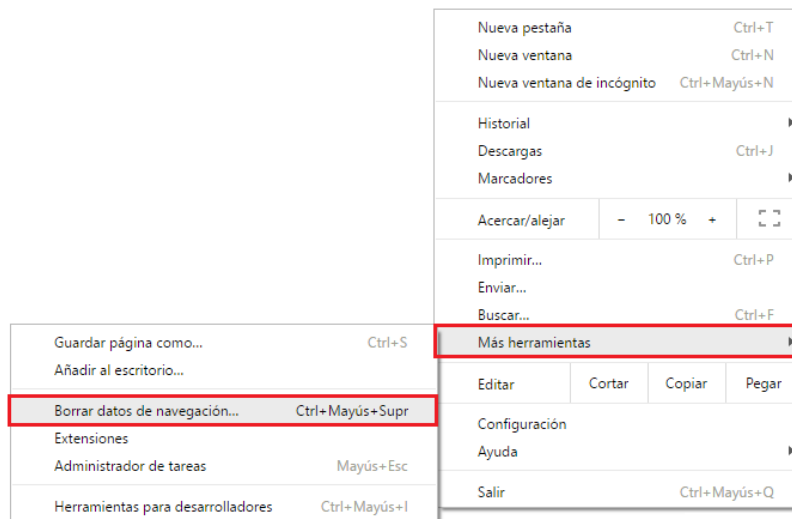 Nueva pestaña Ctrl+T
Nueva ventana Ctrl+N
Nueva ventana de incógnito Ctrl+Mayús+N
Historial
Descargas Ctrl+J
Marcadores
Acercar/alejar − 100 % +
Imprimir... Ctrl+P
Enviar...
Buscar... Ctrl+F
Más herramientas
Editar Cortar Copiar Pegar
Configuración
Ayuda
Salir Ctrl+Mayús+Q
Guardar página como... Ctrl+S
Añadir al escritorio...
Borrar datos de navegación... Ctrl+Mayús+Supr
Extensiones
Administrador de tareas Mayús+Esc
Herramientas para desarrolladores Ctrl+Mayús+I